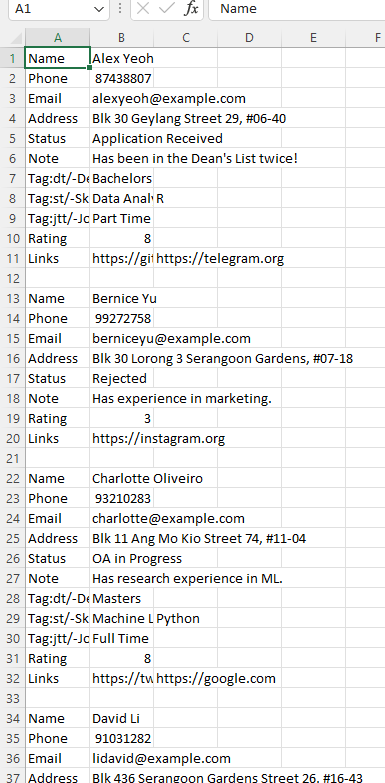 A1 fx Name
A B C D E F
1 Name Alex Yeoh
2 Phone 87438807
3 Email alexyeoh@example.com
4 Address Blk 30 Geylang Street 29, #06-40
5 Status Application Received
6 Note Has been in the Dean's List twice!
7 Tag:dt/-De Bachelors
8 Tag:st/-Sk Data Anal R
9 Tag:jtt/-Jo Part Time
10 Rating 8
11 Links https://git https://telegram.org
12
13 Name Bernice Yu
14 Phone 99272758
15 Email berniceyu@example.com
16 Address Blk 30 Lorong 3 Serangoon Gardens, #07-18
17 Status Rejected
18 Note Has experience in marketing.
19 Rating 3
20 Links https://instagram.org
21
22 Name Charlotte Oliveiro
23 Phone 93210283
24 Email charlotte@example.com
25 Address Blk 11 Ang Mo Kio Street 74, #11-04
26 Status OA in Progress
27 Note Has research experience in ML.
28 Tag:dt/-De Masters
29 Tag:st/-Sk Machine L Python
30 Tag:jtt/-Jo Full Time
31 Rating 8
32 Links https://tw https://google.com
33
34 Name David Li
35 Phone 91031282
36 Email lidavid@example.com
37 Address Blk 436 Serangoon Gardens Street 26, #16-43